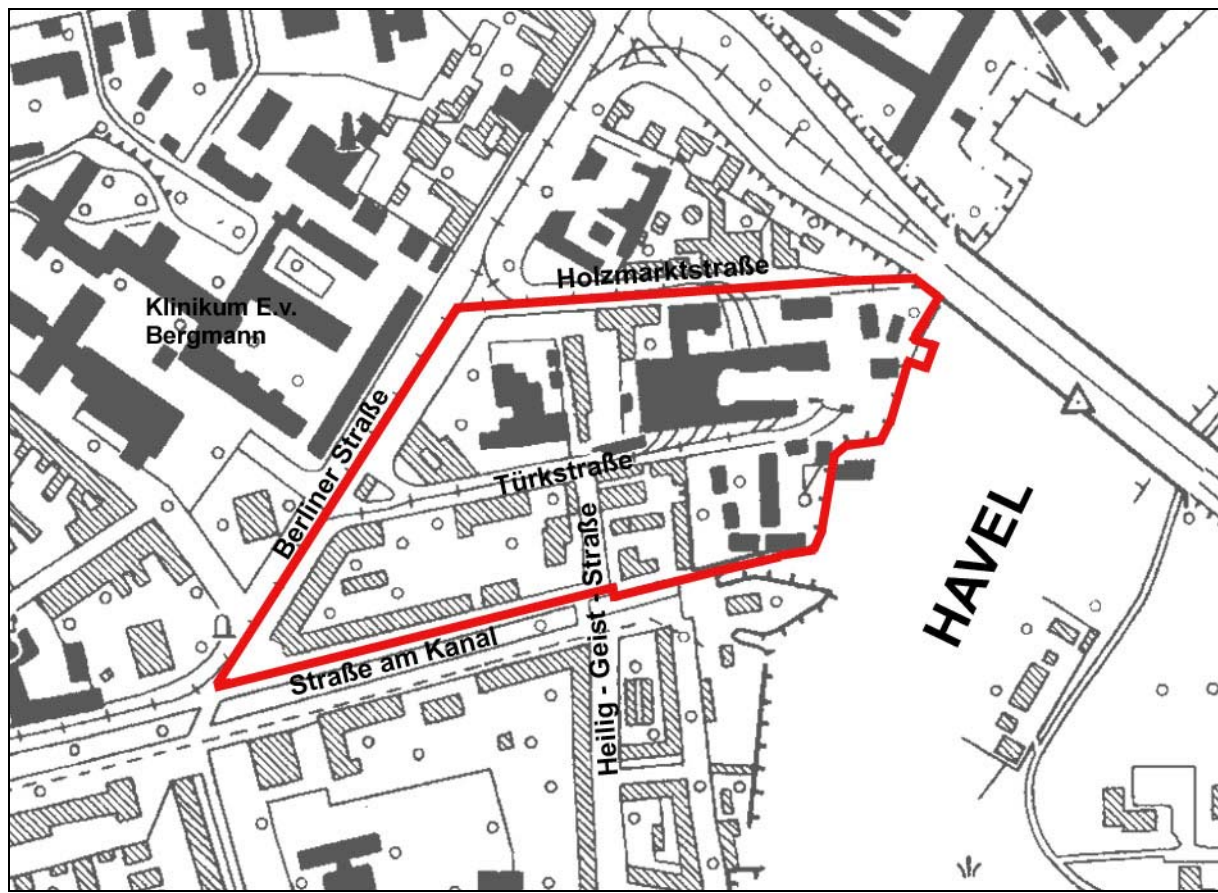 Holzmarktstraße
Klinikum E.v.
Bergmann
Berliner Straße
Türkstraße
Heilig - Geist - Straße
HAVEL
Straße am Kanal